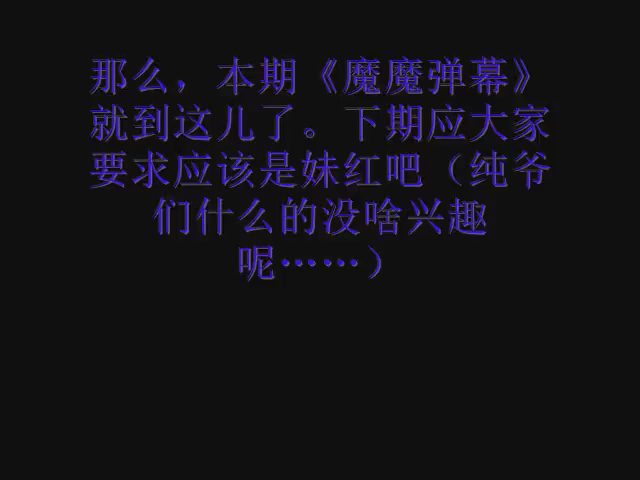 那么，本期《魔魔弹幕》
就到这儿了。下期应大家
要求应该是妹红吧（纯爷
们什么的没啥兴趣
呢……）